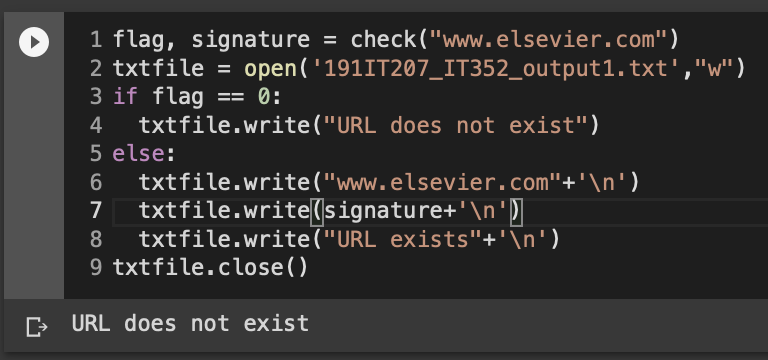 1 flag, signature = check("www.elsevier.com")
2 txtfile = open('191IT207_IT352_output1.txt',"w")
3 if flag == 0:
4   txtfile.write("URL does not exist")
5 else:
6   txtfile.write("www.elsevier.com"+'\n')
7   txtfile.write(signature+'\n')
8   txtfile.write("URL exists"+'\n')
9 txtfile.close()
URL does not exist